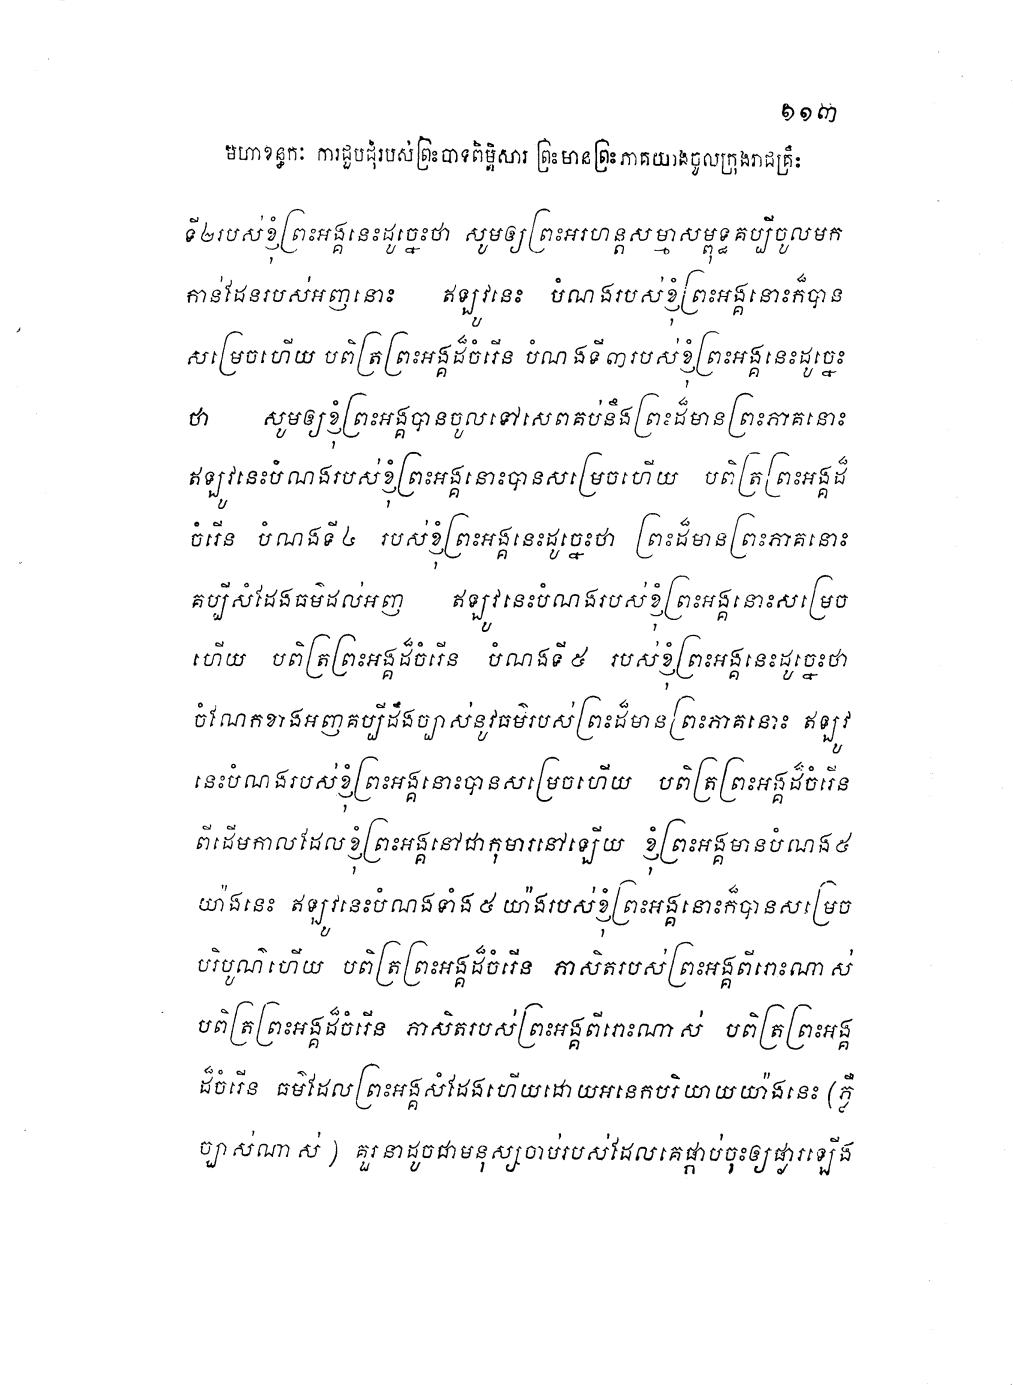 ១១៣
មហាខន្ធកៈ ការជួបជុំរបស់ព្រះបាទពិម្ពិសារ ព្រះមានព្រះភាគយាងចូលក្រុងរាជគ្រឹះ
ទី២របស់ខ្ញុំព្រះអង្គនេះដូច្នេះថា សូមឲ្យព្រះអរហន្តសម្មាសម្ពុទ្ធគប្បីចូលមក
កាន់ដែនរបស់អញនោះ ឥឡូវនេះ បំណងរបស់ខ្ញុំព្រះអង្គនោះក៏បាន
សម្រេចហើយ បពិត្រព្រះអង្គដ៏ចំរើន បំណងទី៣របស់ខ្ញុំព្រះអង្គនេះដូច្នេះ
ថា សូមឲ្យខ្ញុំព្រះអង្គបានចូលទៅសេពគប់នឹងព្រះដ៏មានព្រះភាគនោះ
ឥឡូវនេះបំណងរបស់ខ្ញុំព្រះអង្គនោះបានសម្រេចហើយ បពិត្រព្រះអង្គដ៏
ចំរើន បំណងទី៤ របស់ខ្ញុំព្រះអង្គនេះដូច្នេះថា ព្រះដ៏មានព្រះភាគនោះ
គប្បីសំដែងធម៌ដល់អញ ឥឡូវនេះបំណងរបស់ខ្ញុំព្រះអង្គនោះសម្រេច
ហើយ បពិត្រព្រះអង្គដ៏ចំរើន បំណងទី៥ របស់ខ្ញុំព្រះអង្គនេះដូច្នេះថា
ចំណែកខាងអញគប្បីដឹងច្បាស់នូវធម៌របស់ព្រះដ៏មានព្រះភាគនោះ ឥឡូវ
នេះបំណងរបស់ខ្ញុំព្រះអង្គនោះបានសម្រេចហើយ បពិត្រព្រះអង្គដ៏ចំរើន
ពីដើមកាលដែលខ្ញុំព្រះអង្គនៅជាកុមារនៅឡើយ ខ្ញុំព្រះអង្គមានបំណង៥
យ៉ាងនេះ ឥឡូវនេះបំណងទាំង៥យ៉ាងរបស់ខ្ញុំព្រះអង្គនោះក៏បានសម្រេច
បរិបូណ៌ហើយ បពិត្រព្រះអង្គដ៏ចំរើន ភាសិតរបស់ព្រះអង្គពីរោះណាស់
បពិត្រព្រះអង្គដ៏ចំរើន ភាសិតរបស់ព្រះអង្គពីរោះណាស់ បពិត្រព្រះអង្គ
ដ៏ចំរើន ធម៌ដែលព្រះអង្គសំដែងហើយដោយអនេកបរិយាយយ៉ាងនេះ (ភ្លឺ
ច្បាស់ណាស់) គួរនាដូចជាមនុស្សចាប់របស់ដែលគេផ្កាប់ចុះឲ្យផ្ងារឡើង